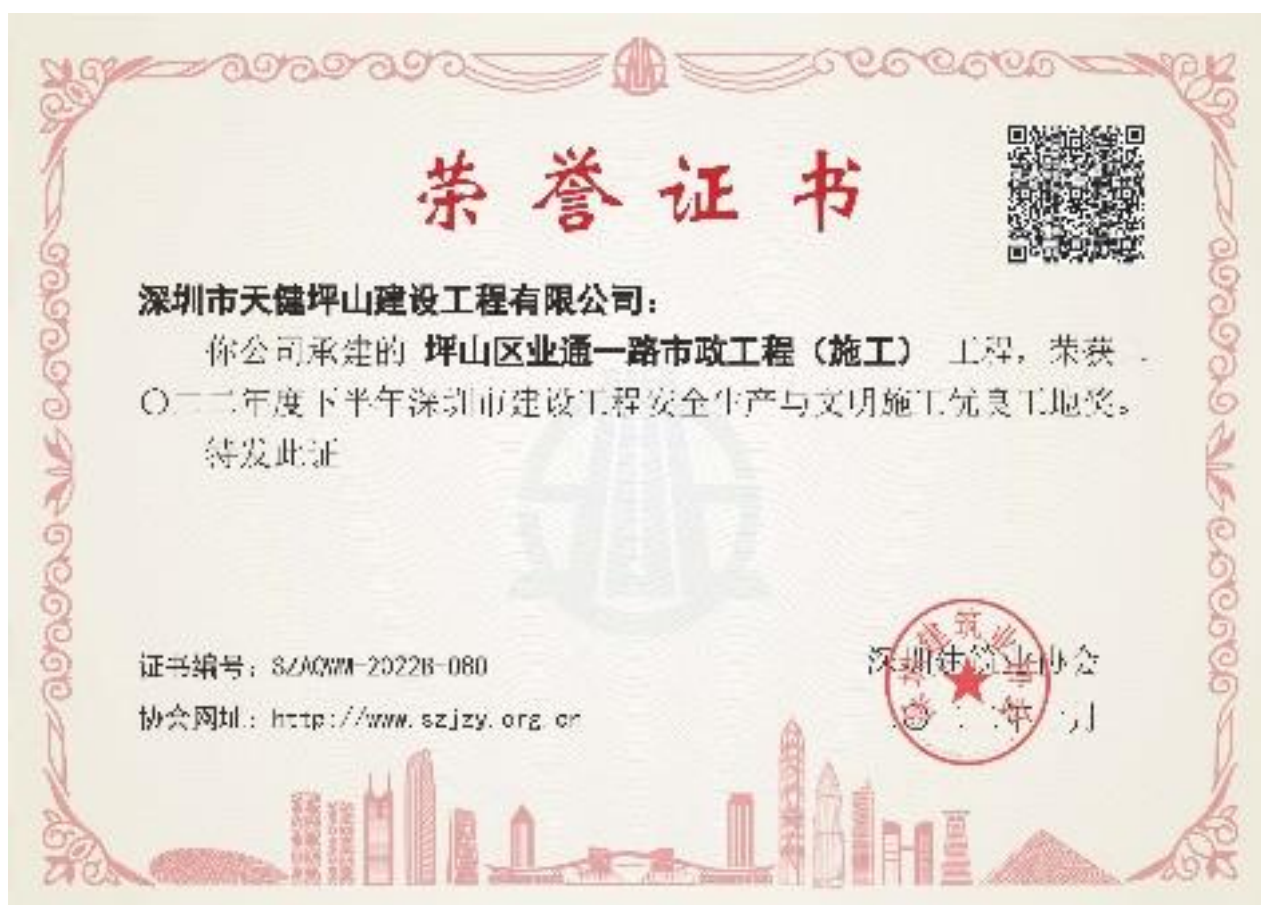 荣誉证书
深圳市天健坪山建设工程有限公司：
你公司承建的 坪山区业通一路市政工程（施工） 工程，荣获二
〇二二年度下半年深圳市建设工程安全生产与文明施工优良工地奖。
特发此证
证书编号：SZAQWM-2022B-080
深圳建筑业协会
协会网址：http://www.szjzy.org.cn